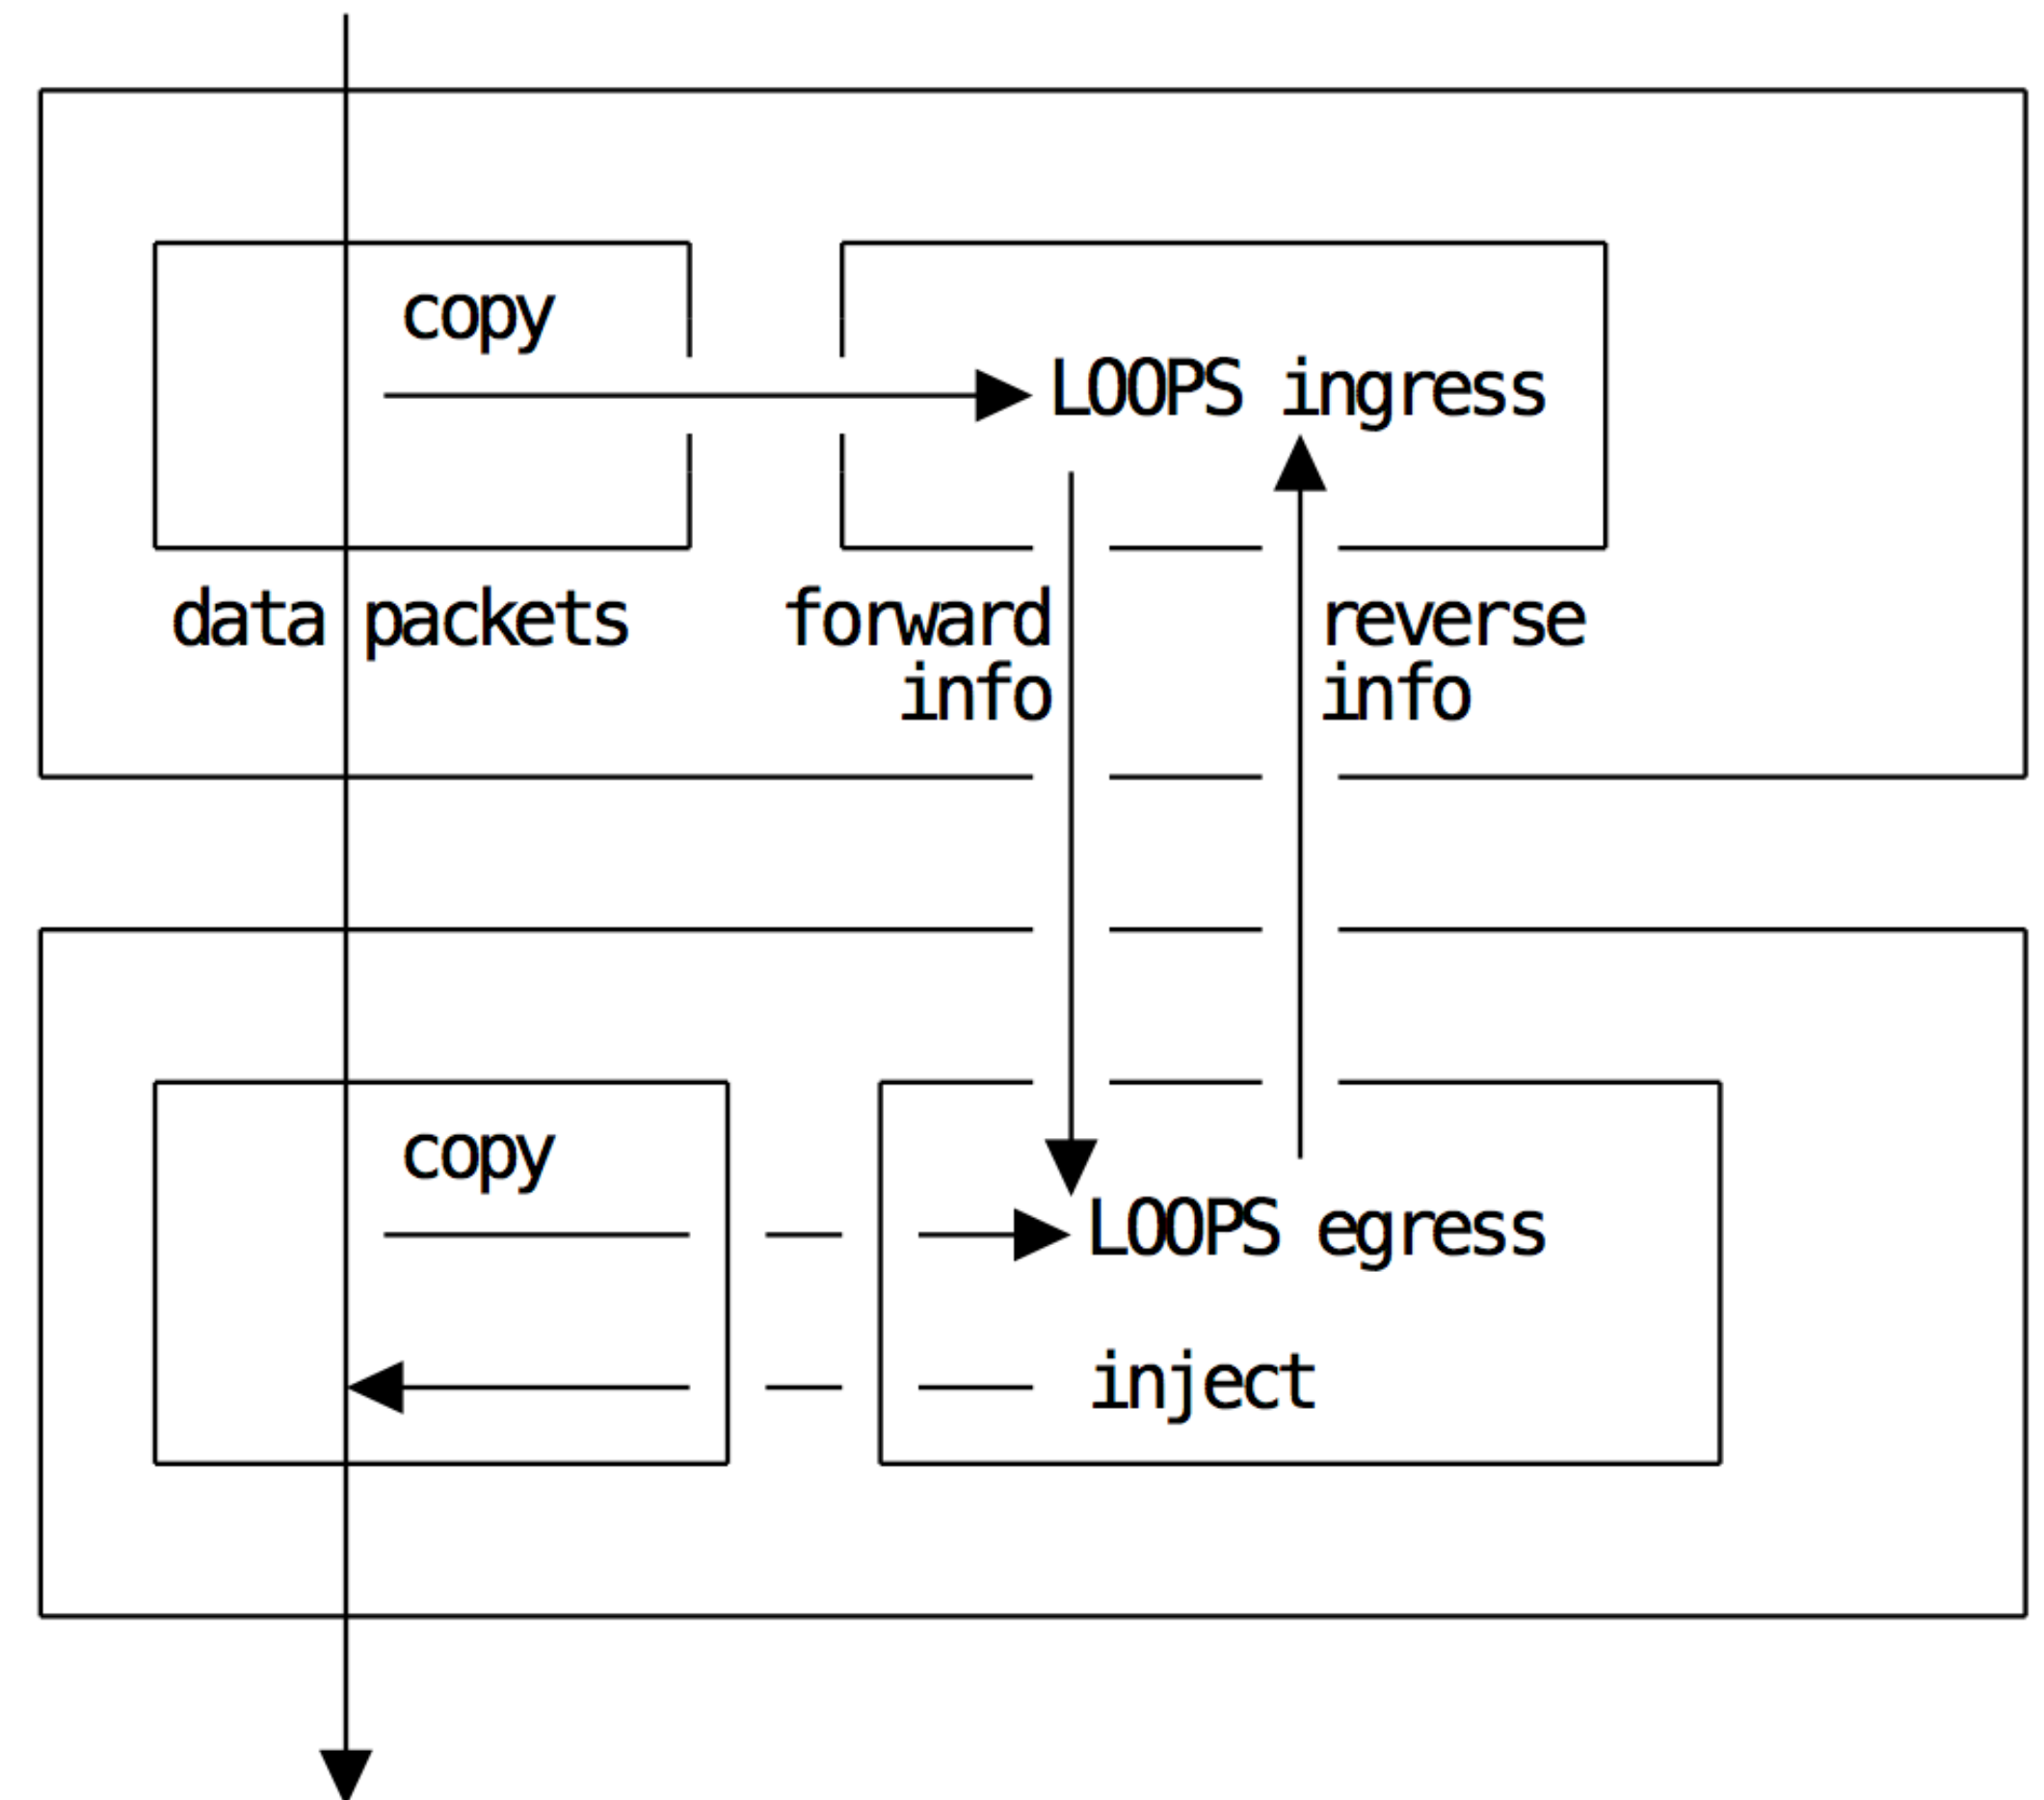 copy
LOOPS ingress
data packets
forward
info
reverse
info
copy
LOOPS egress
inject